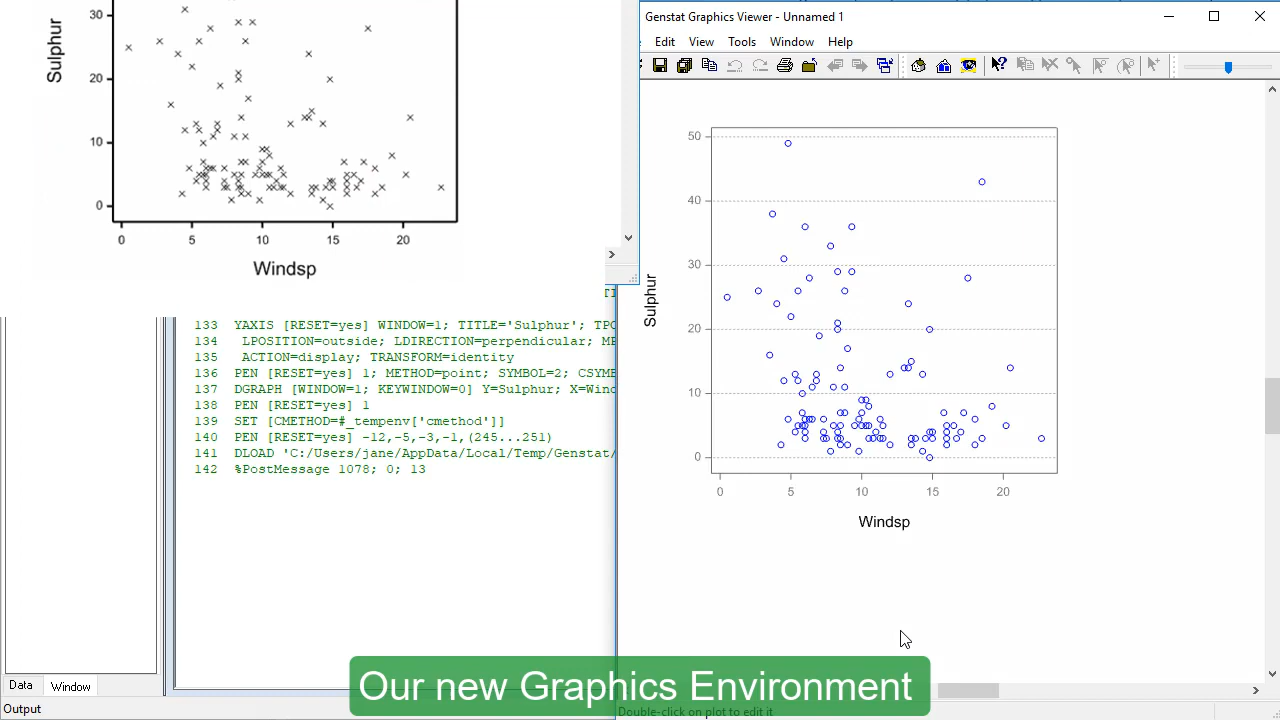 30
20
10
0
Sulphur
0 5 10 15 20
Windsp
Genstat Graphics Viewer - Unnamed 1
Edit View Tools Window Help
50
40
30
20
10
0
Sulphur
0 5 10 15 20
Windsp
133 YAXIS [RESET=yes] WINDOW=1; TITLE='Sulphur';
134 LPOSITION=outside; LDIRECTION=perpendicular;
135 ACTION=display; TRANSFORM=identity
136 PEN [RESET=yes] 1; METHOD=point; SYMBOL=2;
137 DGRAPH [WINDOW=1; KEYWINDOW=0] Y=Sulphur;
138 PEN [RESET=yes] 1
139 SET [CMETHOD=#_tempenv['cmethod']]
140 PEN [RESET=yes] -12,-5,-3,-1,(245...251)
141 DLOAD 'C:/Users/jane/AppData/Local/Temp/Genstat/
142 %PostMessage 1078; 0; 13
Data Window
Output
Our new Graphics Environment
Double-click on plot to edit it